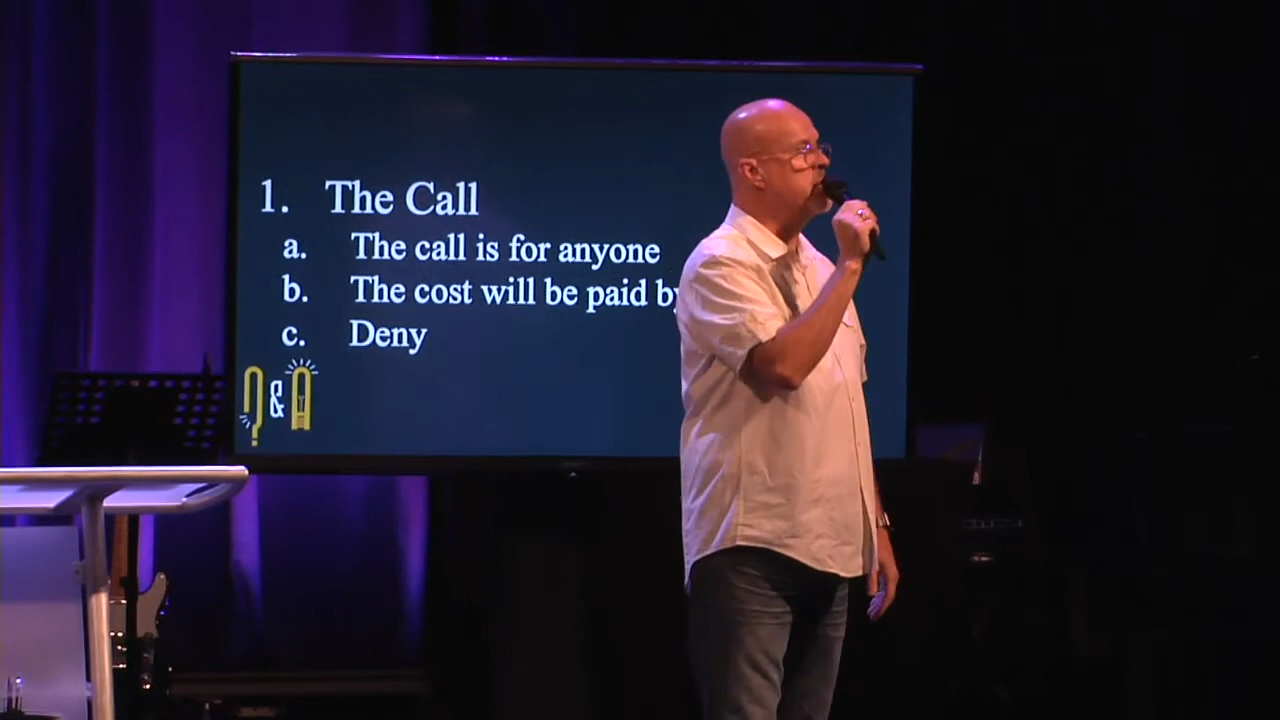 1. The Call
a. The call is for anyone
b. The cost will be paid by
c. Deny
Q & A